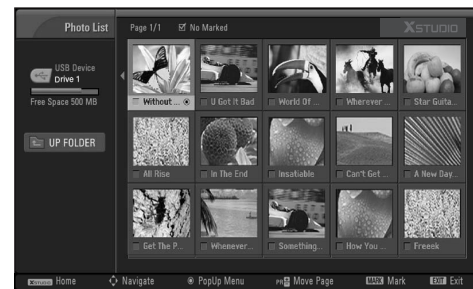 Photo List
Page 1/1
No Marked
XSTUDIO
USB Device
Drive 1
Free Space 500 MB
UP FOLDER
Without ...
U Got It Bad
World Of ...
Wherever ...
Star Guita...
All Rise
In The End
Insatiable
Can't Get ...
A New Day...
Get The P...
Whenever...
Something...
How You ...
Freeek
XSTUDIO Home
Navigate
PopUp Menu
PR Move Page
MARK Mark
EXIT Exit